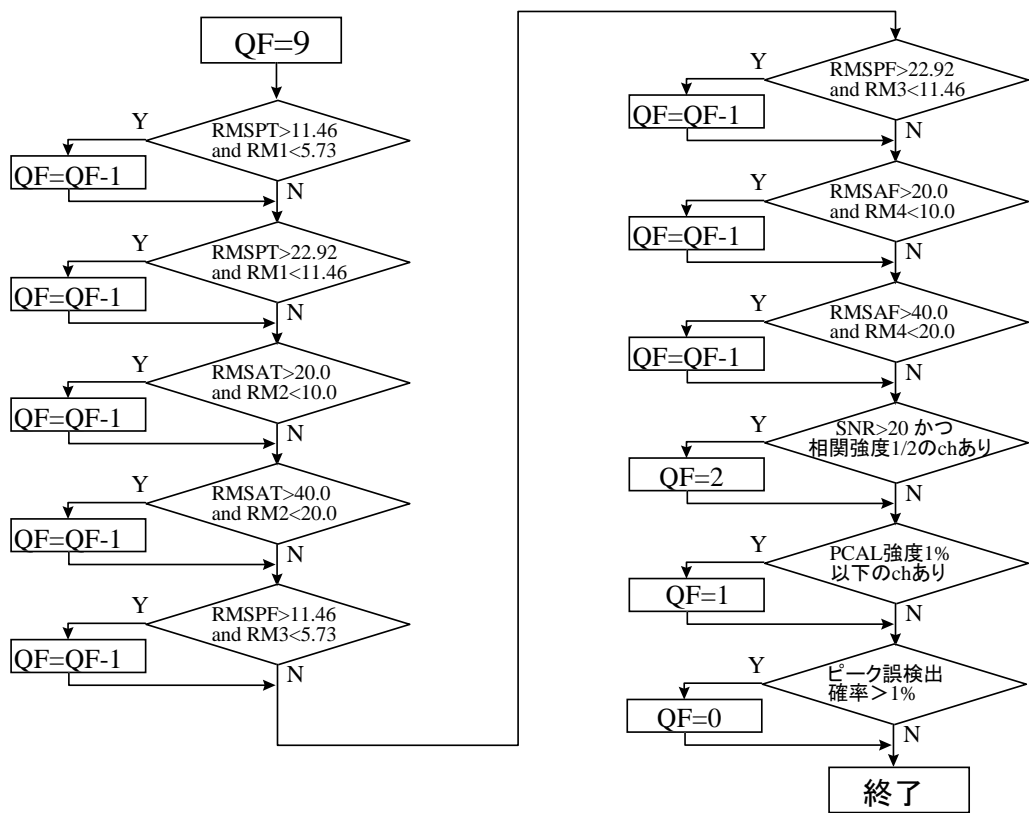 QF=9
Y
RMSPT>11.46
and RM1<5.73
QF=QF-1
N
Y
RMSPT>22.92
and RM1<11.46
QF=QF-1
N
Y
RMSAT>20.0
and RM2<10.0
QF=QF-1
N
Y
RMSAT>40.0
and RM2<20.0
QF=QF-1
N
Y
RMSPF>11.46
and RM3<5.73
QF=QF-1
N
Y
RMSPF>22.92
and RM3<11.46
QF=QF-1
N
Y
RMSAF>20.0
and RM4<10.0
QF=QF-1
N
Y
RMSAF>40.0
and RM4<20.0
QF=QF-1
N
Y
SNR>20 かつ
相関強度1/2のchあり
QF=2
N
Y
PCAL強度1%
以下のchあり
QF=1
N
Y
ピーク誤検出
確率＞1%
QF=0
N
終了